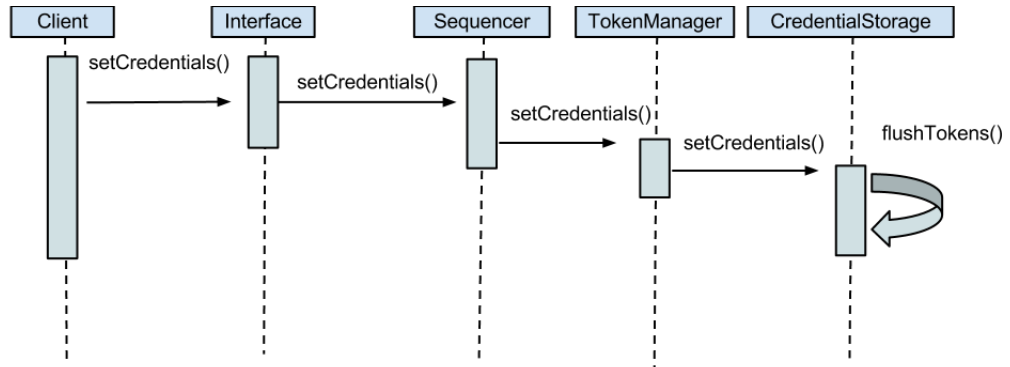 Client
Interface
Sequencer
TokenManager
CredentialStorage
setCredentials()
setCredentials()
setCredentials()
setCredentials()
flushTokens()